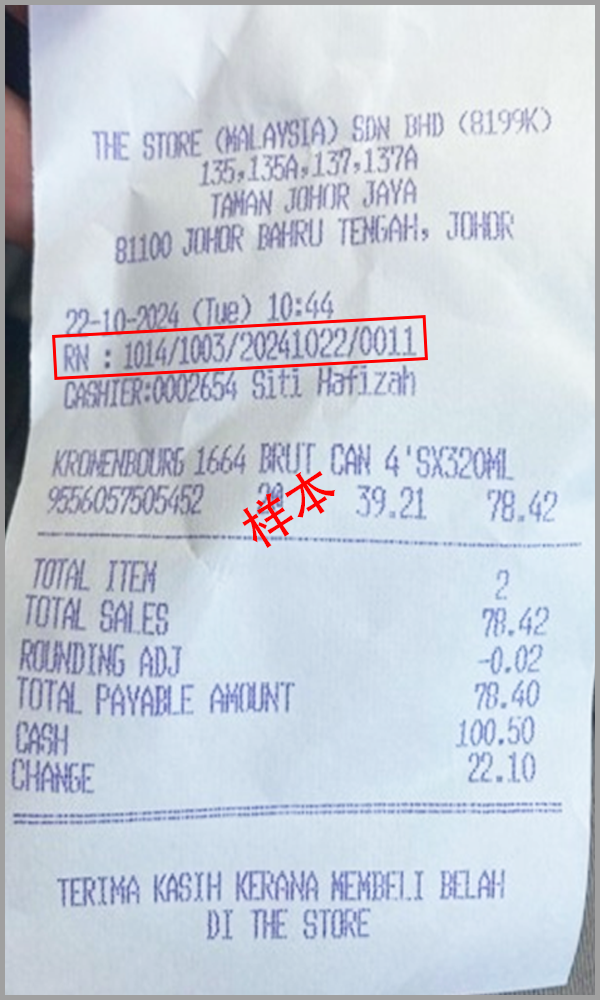 THE STORE (MALAYSIA) SDN BHD (8199K)
135,135A,137,137A
TAMAN JOHOR JAYA
81100 JOHOR BAHRU TENGAH, JOHOR
22-10-2024 (Tue) 10:44
RN : 1014/1003/20241022/0011
CASHIER:0002654 Siti Hafizah
KRONENBOURG 1664 BRUT CAN 4'SX320ML
9556057505452 39.21 78.42
样本
TOTAL ITEM 2
TOTAL SALES 78.42
ROUNDING ADJ -0.02
TOTAL PAYABLE AMOUNT 78.40
CASH 100.50
CHANGE 22.10
TERIMA KASIH KERANA MEMBELI BELAH
DI THE STORE